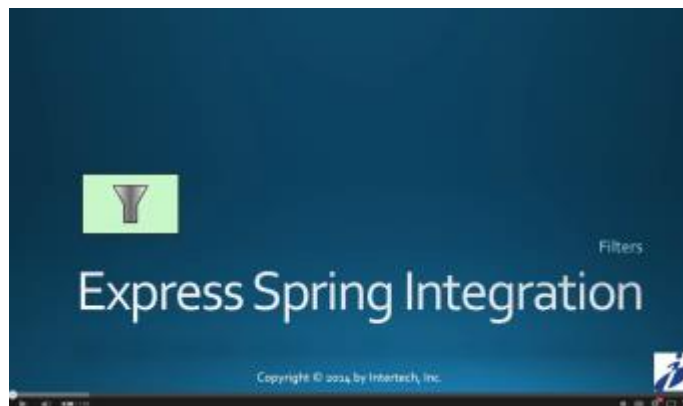 Filters
Express Spring Integration
Copyright © 2014 by Intertech, Inc.